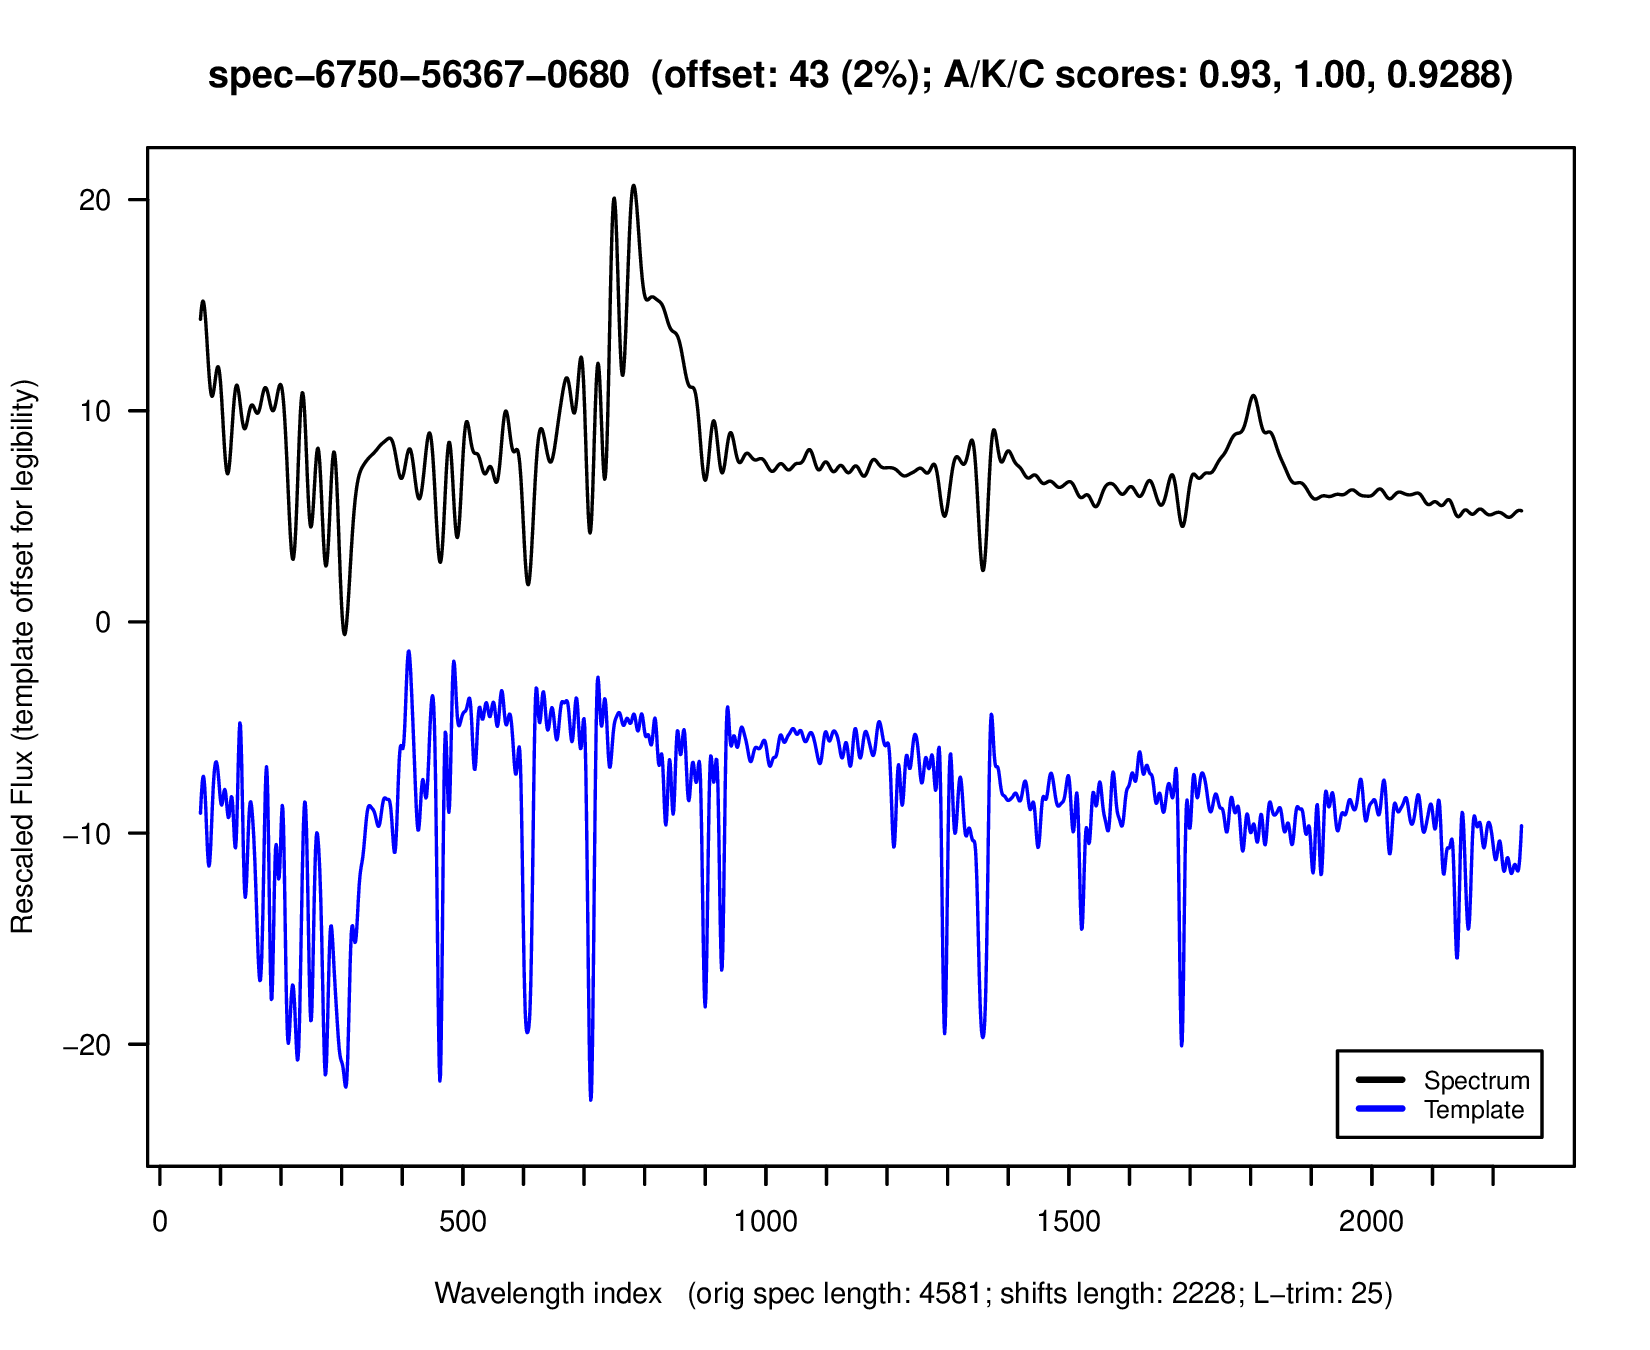 spec−6750−56367−0680  (offset: 43 (2%); A/K/C scores: 0.93, 1.00, 0.9288)
Rescaled Flux (template offset for legibility)
20
10
0
−10
−20
Spectrum
Template
0 500 1000 1500 2000
Wavelength index   (orig spec length: 4581; shifts length: 2228; L−trim: 25)